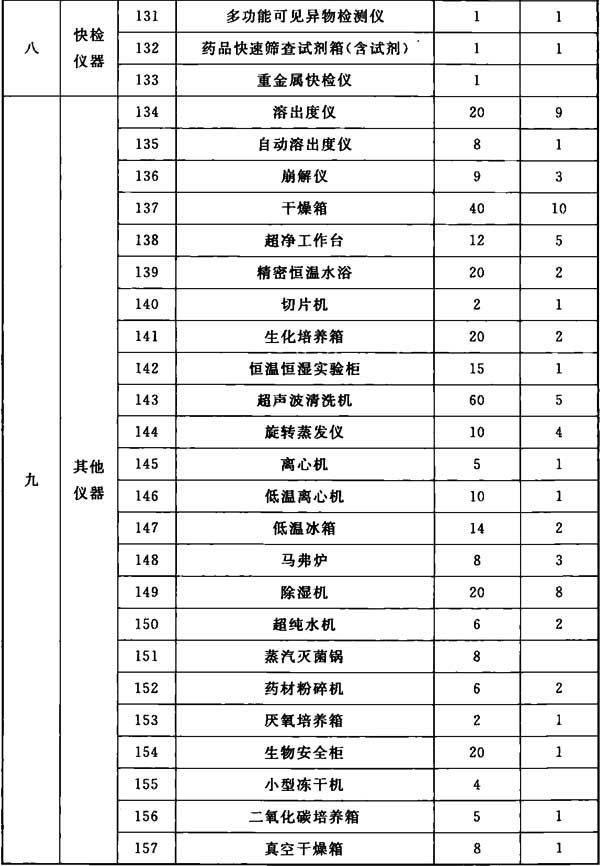 八 快检仪器 131 多功能可见异物检测仪 1 1
132 药品快速筛查试剂箱(含试剂) 1 1
133 重金属快检仪 1
九 其他仪器 134 溶出度仪 20 9
135 自动溶出度仪 8 1
136 崩解仪 9 3
137 干燥箱 40 10
138 超净工作台 12 5
139 精密恒温水浴 20 2
140 切片机 2 1
141 生化培养箱 20 2
142 恒温恒湿实验柜 15 1
143 超声波清洗机 60 5
144 旋转蒸发仪 10 4
145 离心机 5 1
146 低温离心机 10 1
147 低温冰箱 14 2
148 马弗炉 8 3
149 除湿机 20 8
150 超纯水机 6 2
151 蒸汽灭菌锅 8
152 药材粉碎机 6 2
153 厌氧培养箱 2 1
154 生物安全柜 20 1
155 小型冻干机 4
156 二氧化碳培养箱 5 1
157 真空干燥箱 8 1